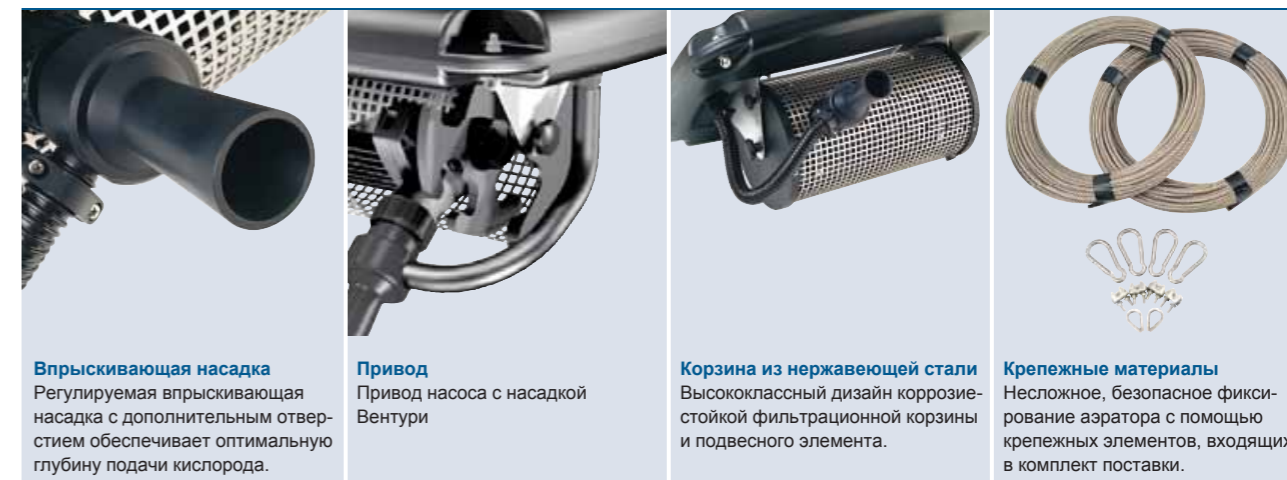 Впрыскивающая насадка
Регулируемая впрыскивающая
насадка с дополнительным отвер-
стием обеспечивает оптимальную
глубину подачи кислорода.
Привод
Привод насоса с насадкой
Вентури
Корзина из нержавеющей стали
Высококлассный дизайн коррозие-
стойкой фильтрационной корзины
и подвесного элемента.
Крепежные материалы
Несложное, безопасное фикси-
рование аэратора с помощью
крепежных элементов, входящих
в комплект поставки.